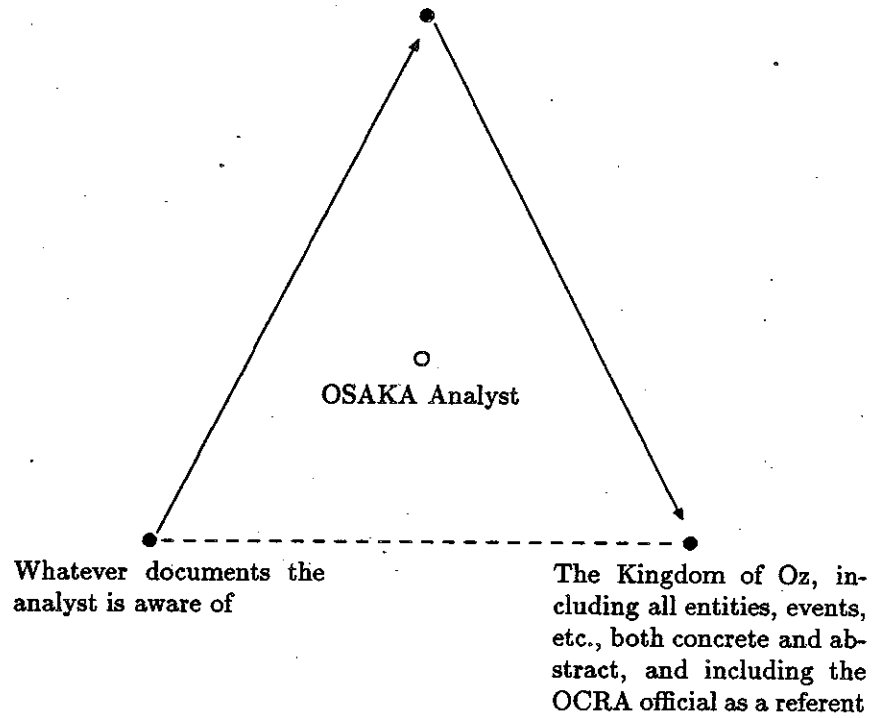 OSAKA Analyst
Whatever documents the
analyst is aware of
The Kingdom of Oz, in-
cluding all entities, events,
etc., both concrete and ab-
stract, and including the
OCRA official as a referent